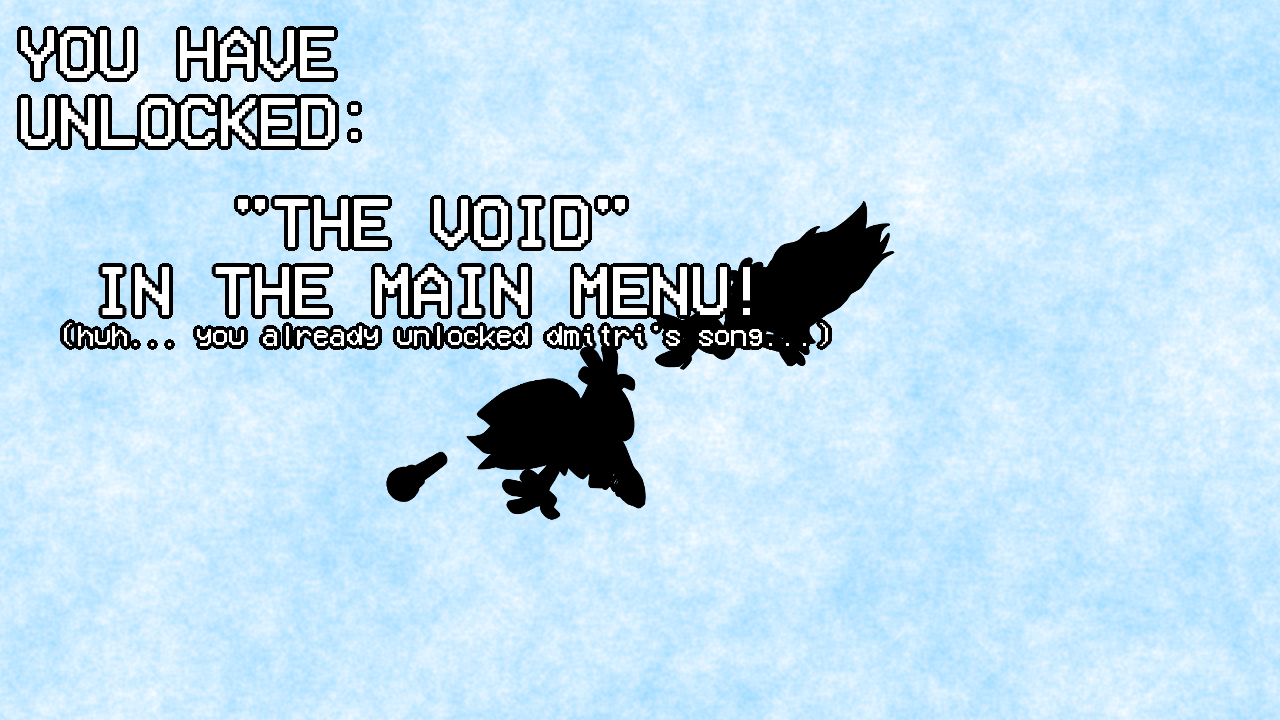 YOU HAVE
UNLOCKED:
"THE VOID"
IN THE MAIN MENU!
(huh... you already unlocked dmitri's song...)